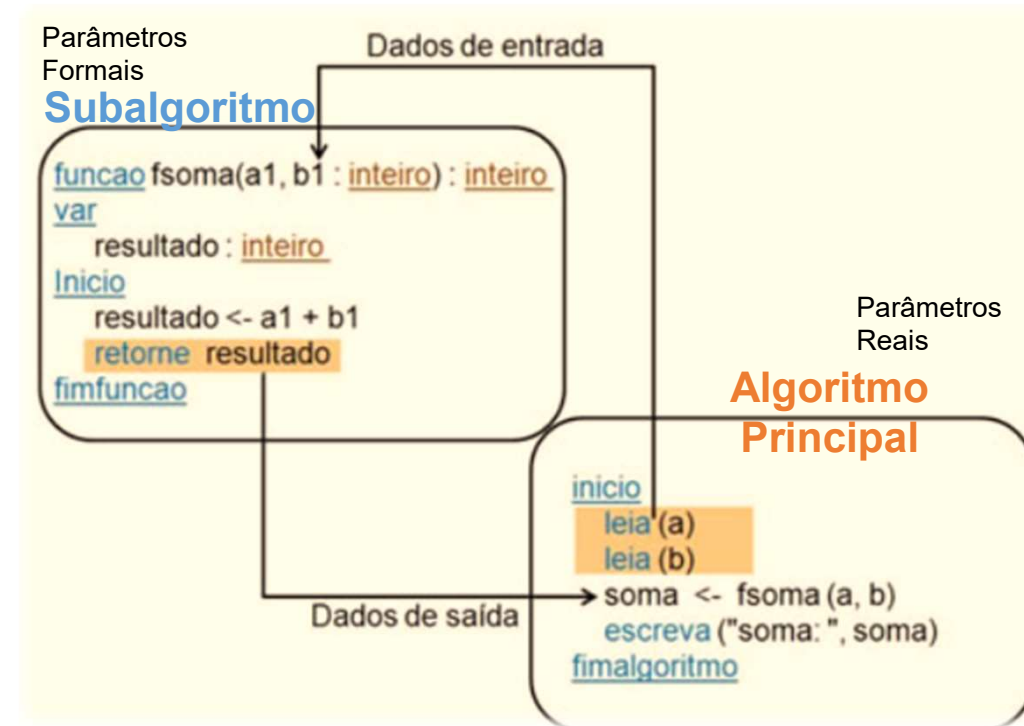 Parâmetros
Formais
Dados de entrada
Subalgoritmo
funcao fsoma(a1, b1 : inteiro) : inteiro
var
resultado : inteiro
Inicio
resultado <- a1 + b1
retorne resultado
fimfuncao
Parâmetros
Reais
Algoritmo
Principal
inicio
leia (a)
leia (b)
soma <- fsoma (a, b)
Dados de saída
escreva ("soma: ", soma)
fimalgoritmo